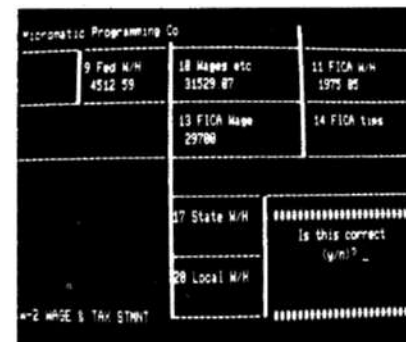 Micromatic Programming Co
9 Fed W/H
4512 59
10 Wages etc
31529.07
11 FICA W/H
1975 05
13 FICA Wage
29700
14 FICA tips
17 State W/H
Is this correct
(y/n)? _
20 Local W/H
W-2 WAGE & TAX STMNT